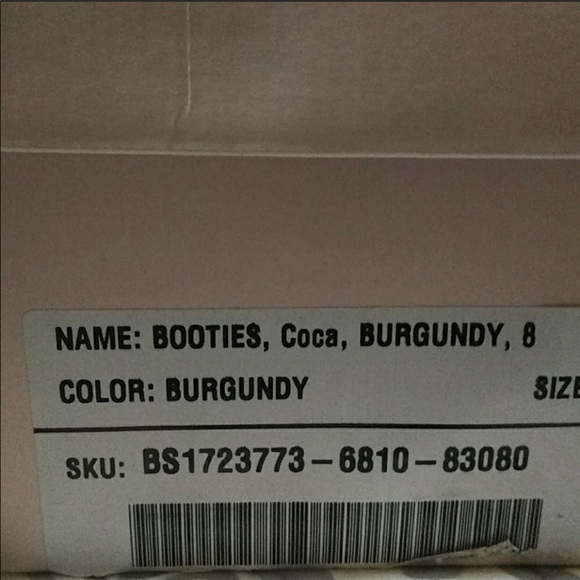 NAME: BOOTIES, Coca, BURGUNDY, 8
COLOR: BURGUNDY SIZE
SKU: BS1723773-6810-83080